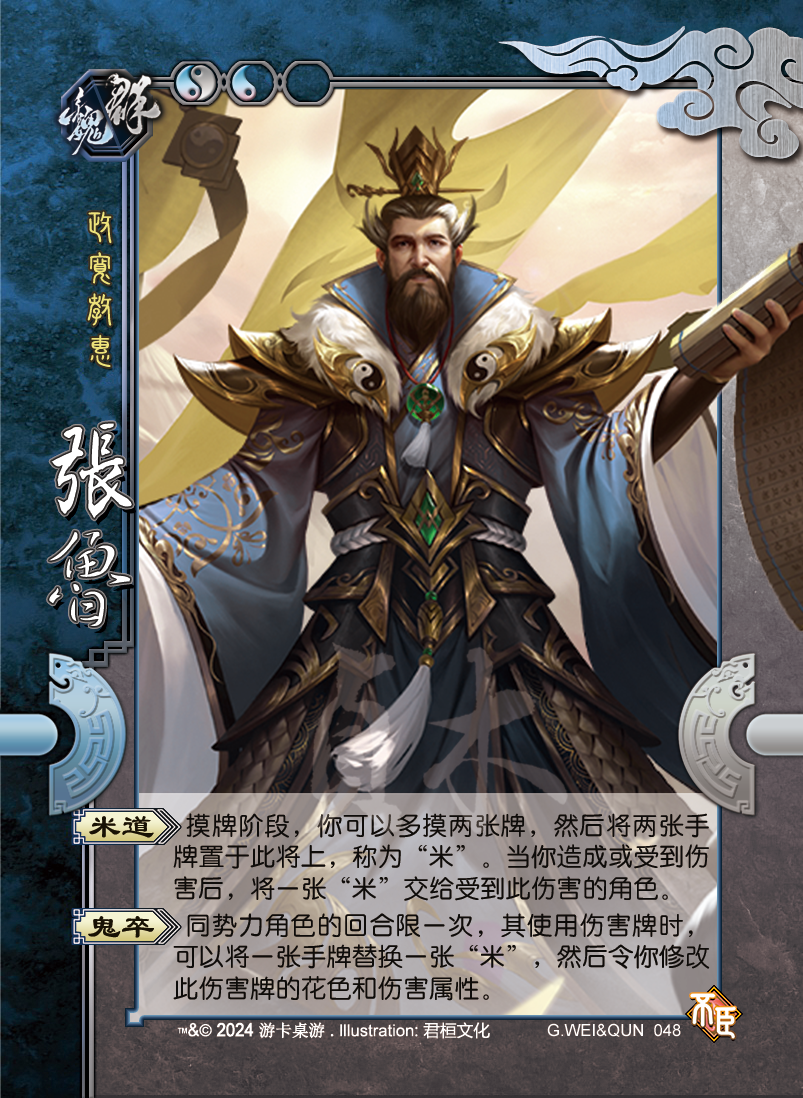 魏 群
政寬教惠
張魯
米道
摸牌阶段，你可以多摸两张牌，然后将两张手
牌置于此将上，称为“米”。当你造成或受到伤
害后，将一张“米”交给受到此伤害的角色。
鬼卒
同势力角色的回合限一次，其使用伤害牌时，
可以将一张手牌替换一张“米”，然后令你修改
此伤害牌的花色和伤害属性。
™&© 2024 游卡桌游 . Illustration: 君桓文化
G.WEI&QUN 048
不臣